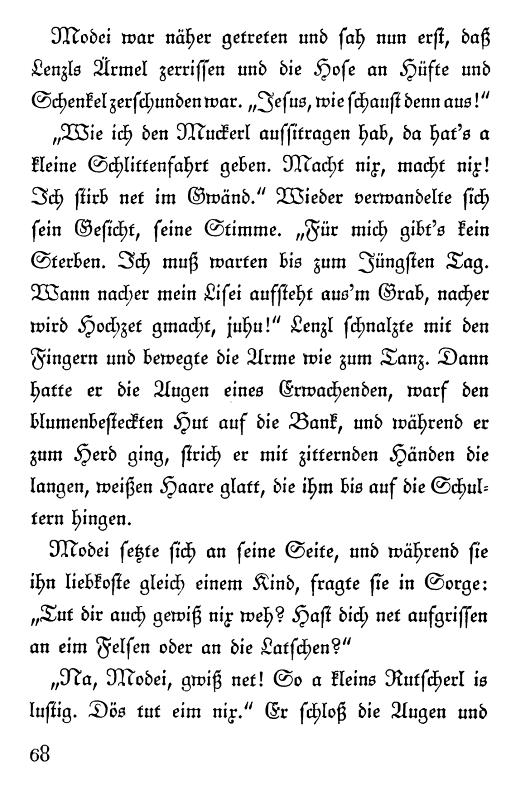 Modei war näher getreten und sah nun erst, daß
Lenzls Ärmel zerrissen und die Hose an Hüfte und
Schenkel zerschunden war. „Jesus, wie schaust denn aus!“
„Wie ich den Muckerl aussitragen hab, da hat's a
kleine Schlittenfahrt geben. Macht nix, macht nix!
Ich stirb net im Gwänd.“ Wieder verwandelte sich
sein Gesicht, seine Stimme. „Für mich gibt's kein
Sterben. Ich muß warten bis zum Jüngsten Tag.
Wann nacher mein Lisei aufsteht aus'm Grab, nacher
wird Hochzet gmacht, juhu!“ Lenzl schnalzte mit den
Fingern und bewegte die Arme wie zum Tanz. Dann
hatte er die Augen eines Erwachenden, warf den
blumenbesteckten Hut auf die Bank, und während er
zum Herd ging, strich er mit zitternden Händen die
langen, weißen Haare glatt, die ihm bis auf die Schul-
tern hingen.
Modei setzte sich an seine Seite, und während sie
ihn liebkoste gleich einem Kind, fragte sie in Sorge:
„Tut dir auch gewiß nix weh? Hast dich net aufgrissen
an eim Felsen oder an die Latschen?“
„Na, Modei, gwiß net! So a kleins Rutscherl is
lustig. Dös tut eim nix.“ Er schloß die Augen und
68